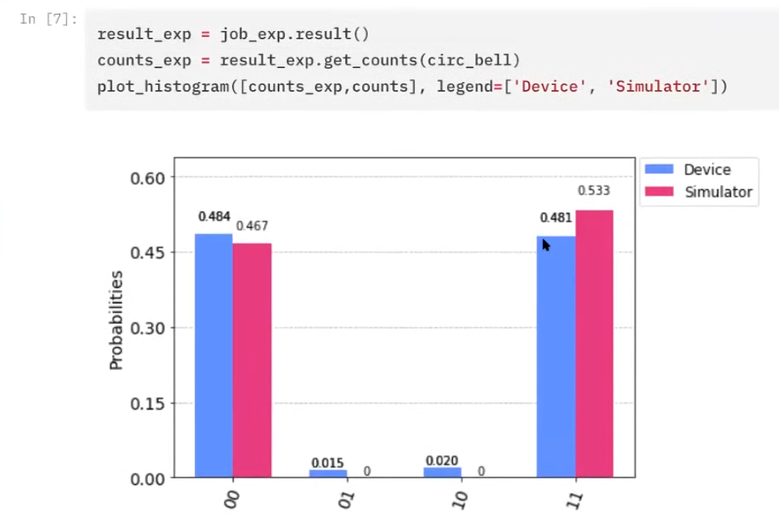 In [7]:
result_exp = job_exp.result()
counts_exp = result_exp.get_counts(circ_bell)
plot_histogram([counts_exp,counts], legend=['Device', 'Simulator'])
Device
Simulator
0.60
0.45
0.30
0.15
0.00
Probabilities
0.484
0.467
0.015
0
0.020
0
0.481
0.533
00
01
10
11